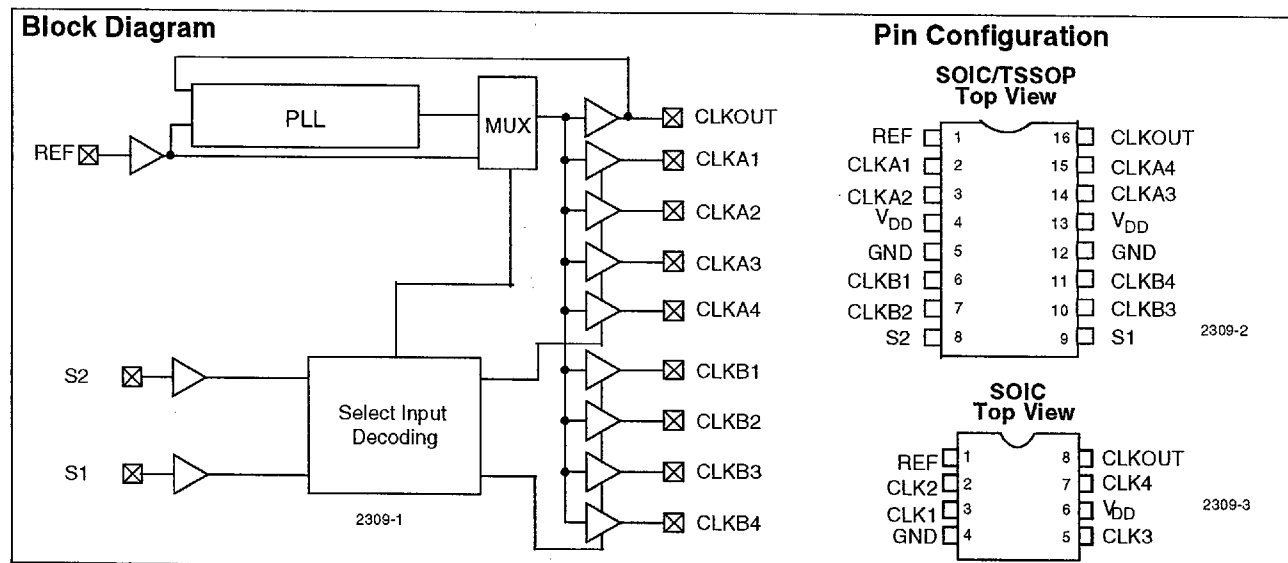 Block Diagram
PLL
MUX
REF
CLKOUT
CLKA1
CLKA2
CLKA3
CLKA4
S2
S1
Select Input
Decoding
CLKB1
CLKB2
CLKB3
CLKB4
2309-1
Pin Configuration
SOIC/TSSOP
Top View
REF 1 16 CLKOUT
CLKA1 2 15 CLKA4
CLKA2 3 14 CLKA3
VDD 4 13 VDD
GND 5 12 GND
CLKB1 6 11 CLKB4
CLKB2 7 10 CLKB3
S2 8 9 S1
2309-2
SOIC
Top View
REF 1 8 CLKOUT
CLK2 2 7 CLK4
CLK1 3 6 VDD
GND 4 5 CLK3
2309-3